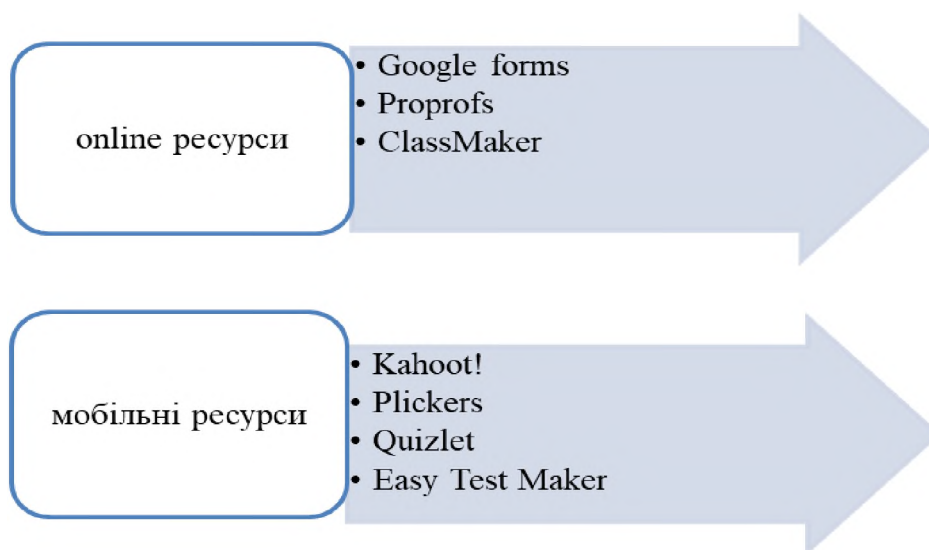 online ресурси
• Google forms
• Proprofs
• ClassMaker
мобільні ресурси
• Kahoot!
• Plickers
• Quizlet
• Easy Test Maker